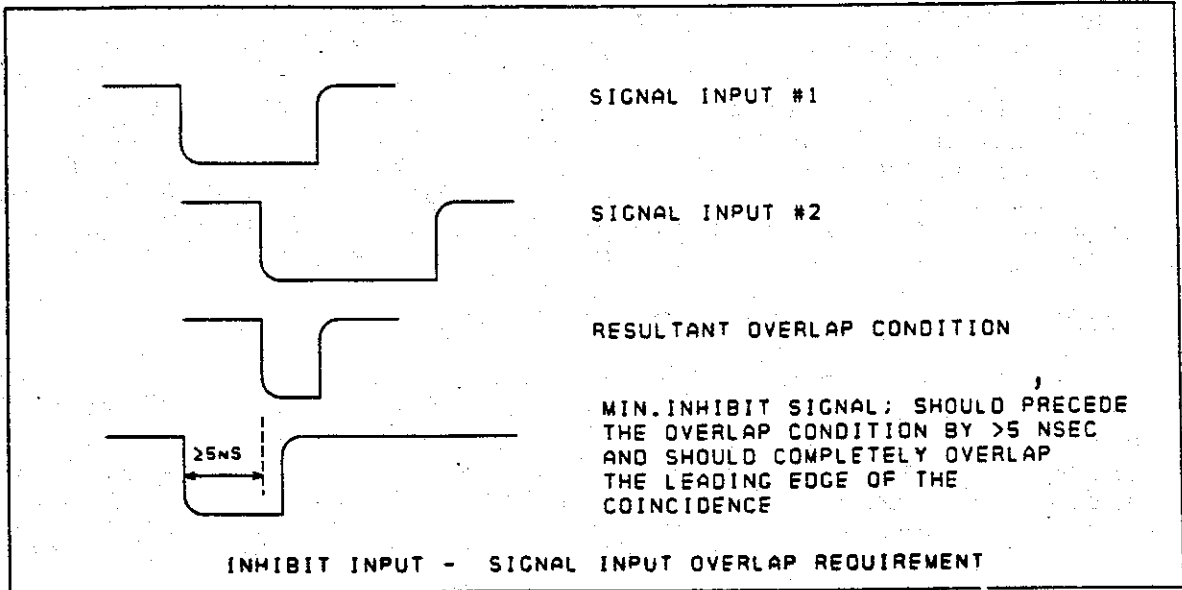 SIGNAL INPUT #1
SIGNAL INPUT #2
RESULTANT OVERLAP CONDITION
MIN.INHIBIT SIGNAL; SHOULD PRECEDE
THE OVERLAP CONDITION BY >5 NSEC
AND SHOULD COMPLETELY OVERLAP
THE LEADING EDGE OF THE
COINCIDENCE
≥5NS
INHIBIT INPUT - SIGNAL INPUT OVERLAP REQUIREMENT